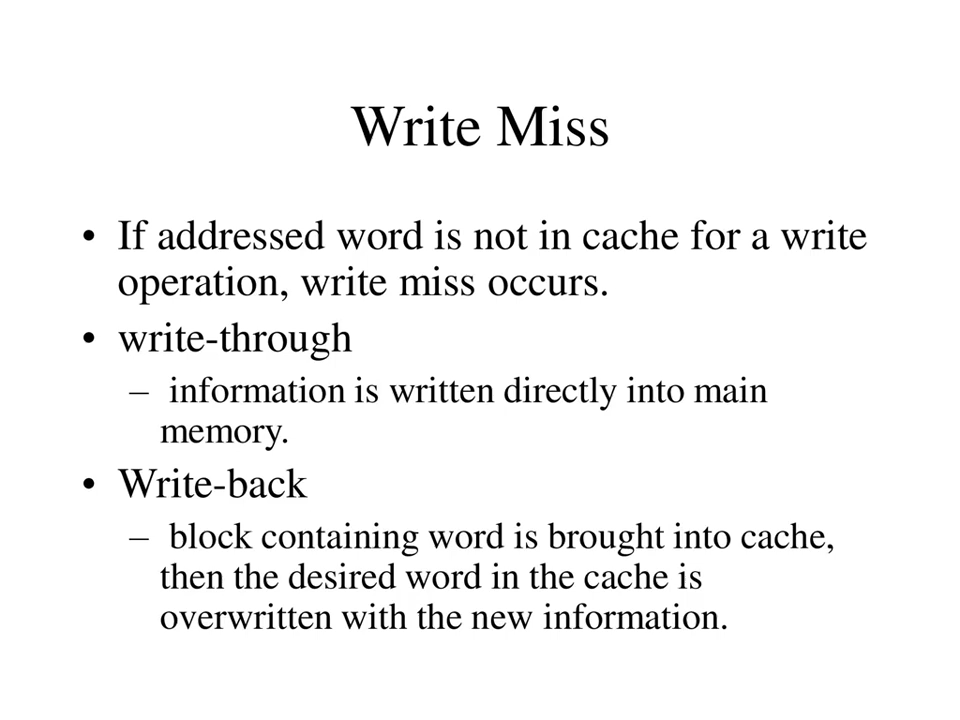 Write Miss
• If addressed word is not in cache for a write
operation, write miss occurs.
• write-through
– information is written directly into main
memory.
• Write-back
– block containing word is brought into cache,
then the desired word in the cache is
overwritten with the new information.